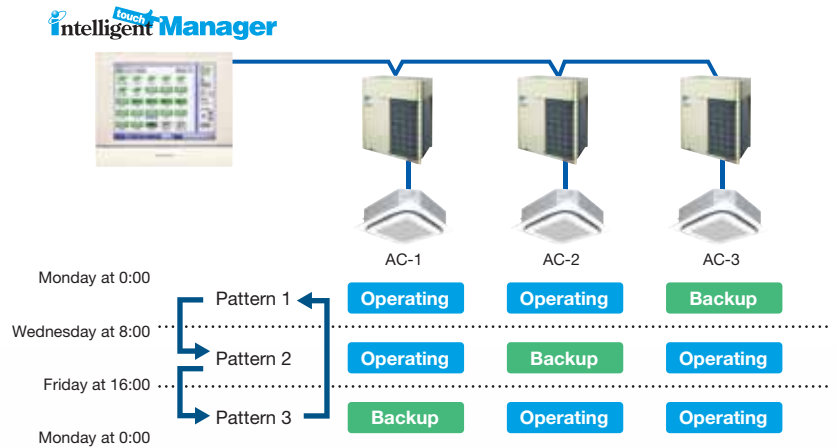 intelligent touch Manager
AC-1 AC-2 AC-3
Monday at 0:00
Pattern 1 Operating Operating Backup
Wednesday at 8:00
Pattern 2 Operating Backup Operating
Friday at 16:00
Pattern 3 Backup Operating Operating
Monday at 0:00